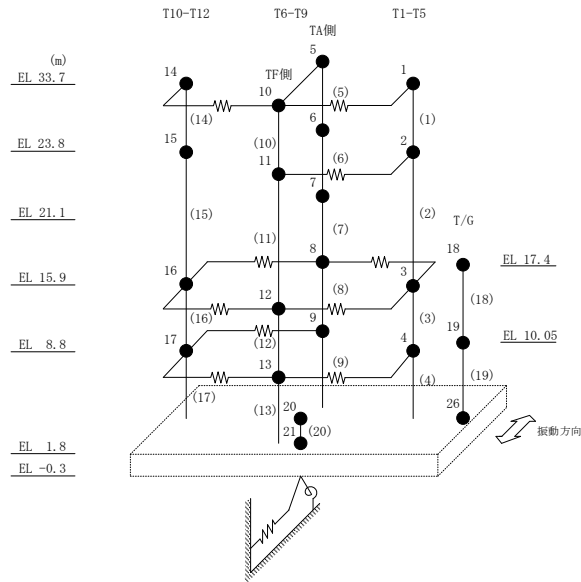 T10-T12 T6-T9 T1-T5
TA側
(m) 5
EL 33.7 14 TF側 1
10 (5)
(14) 6 (1)
EL 23.8 15 (10) 2
11 (6)
7
EL 21.1 (15) (7) (2) T/G
(11) 8 18 EL 17.4
EL 15.9 16 3
12 (8) (18)
(16) 9 (3)
17 (12) 19 EL 10.05
EL 8.8 4
13 (9)
(17) (4) (19)
(13) 20 26
21 (20) 振動方向
EL 1.8
EL -0.3